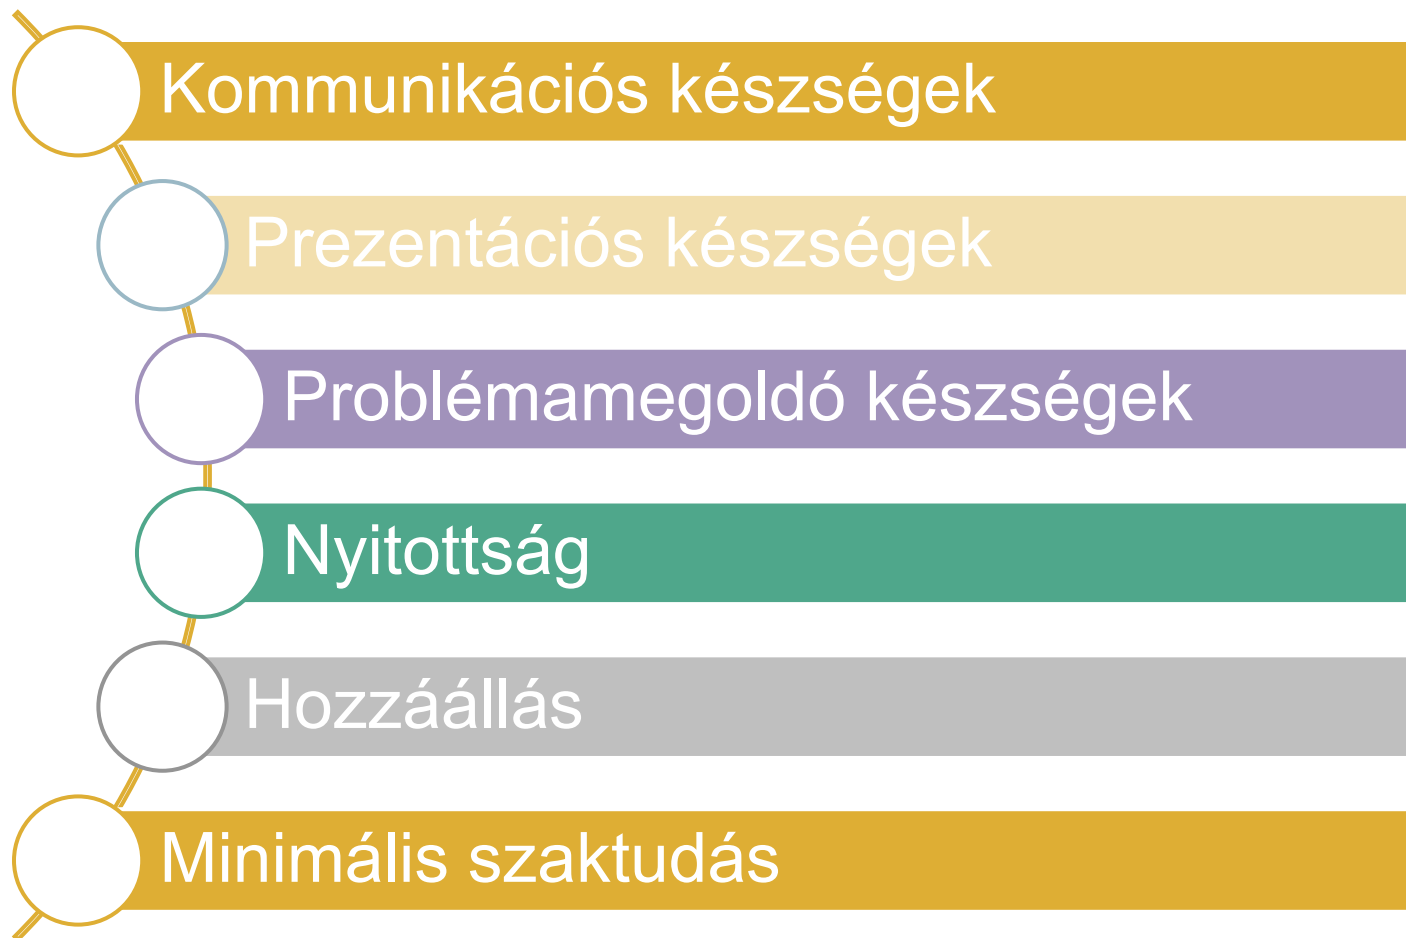 Kommunikációs készségek
Prezentációs készségek
Problémamegoldó készségek
Nyitottság
Hozzáállás
Minimális szaktudás